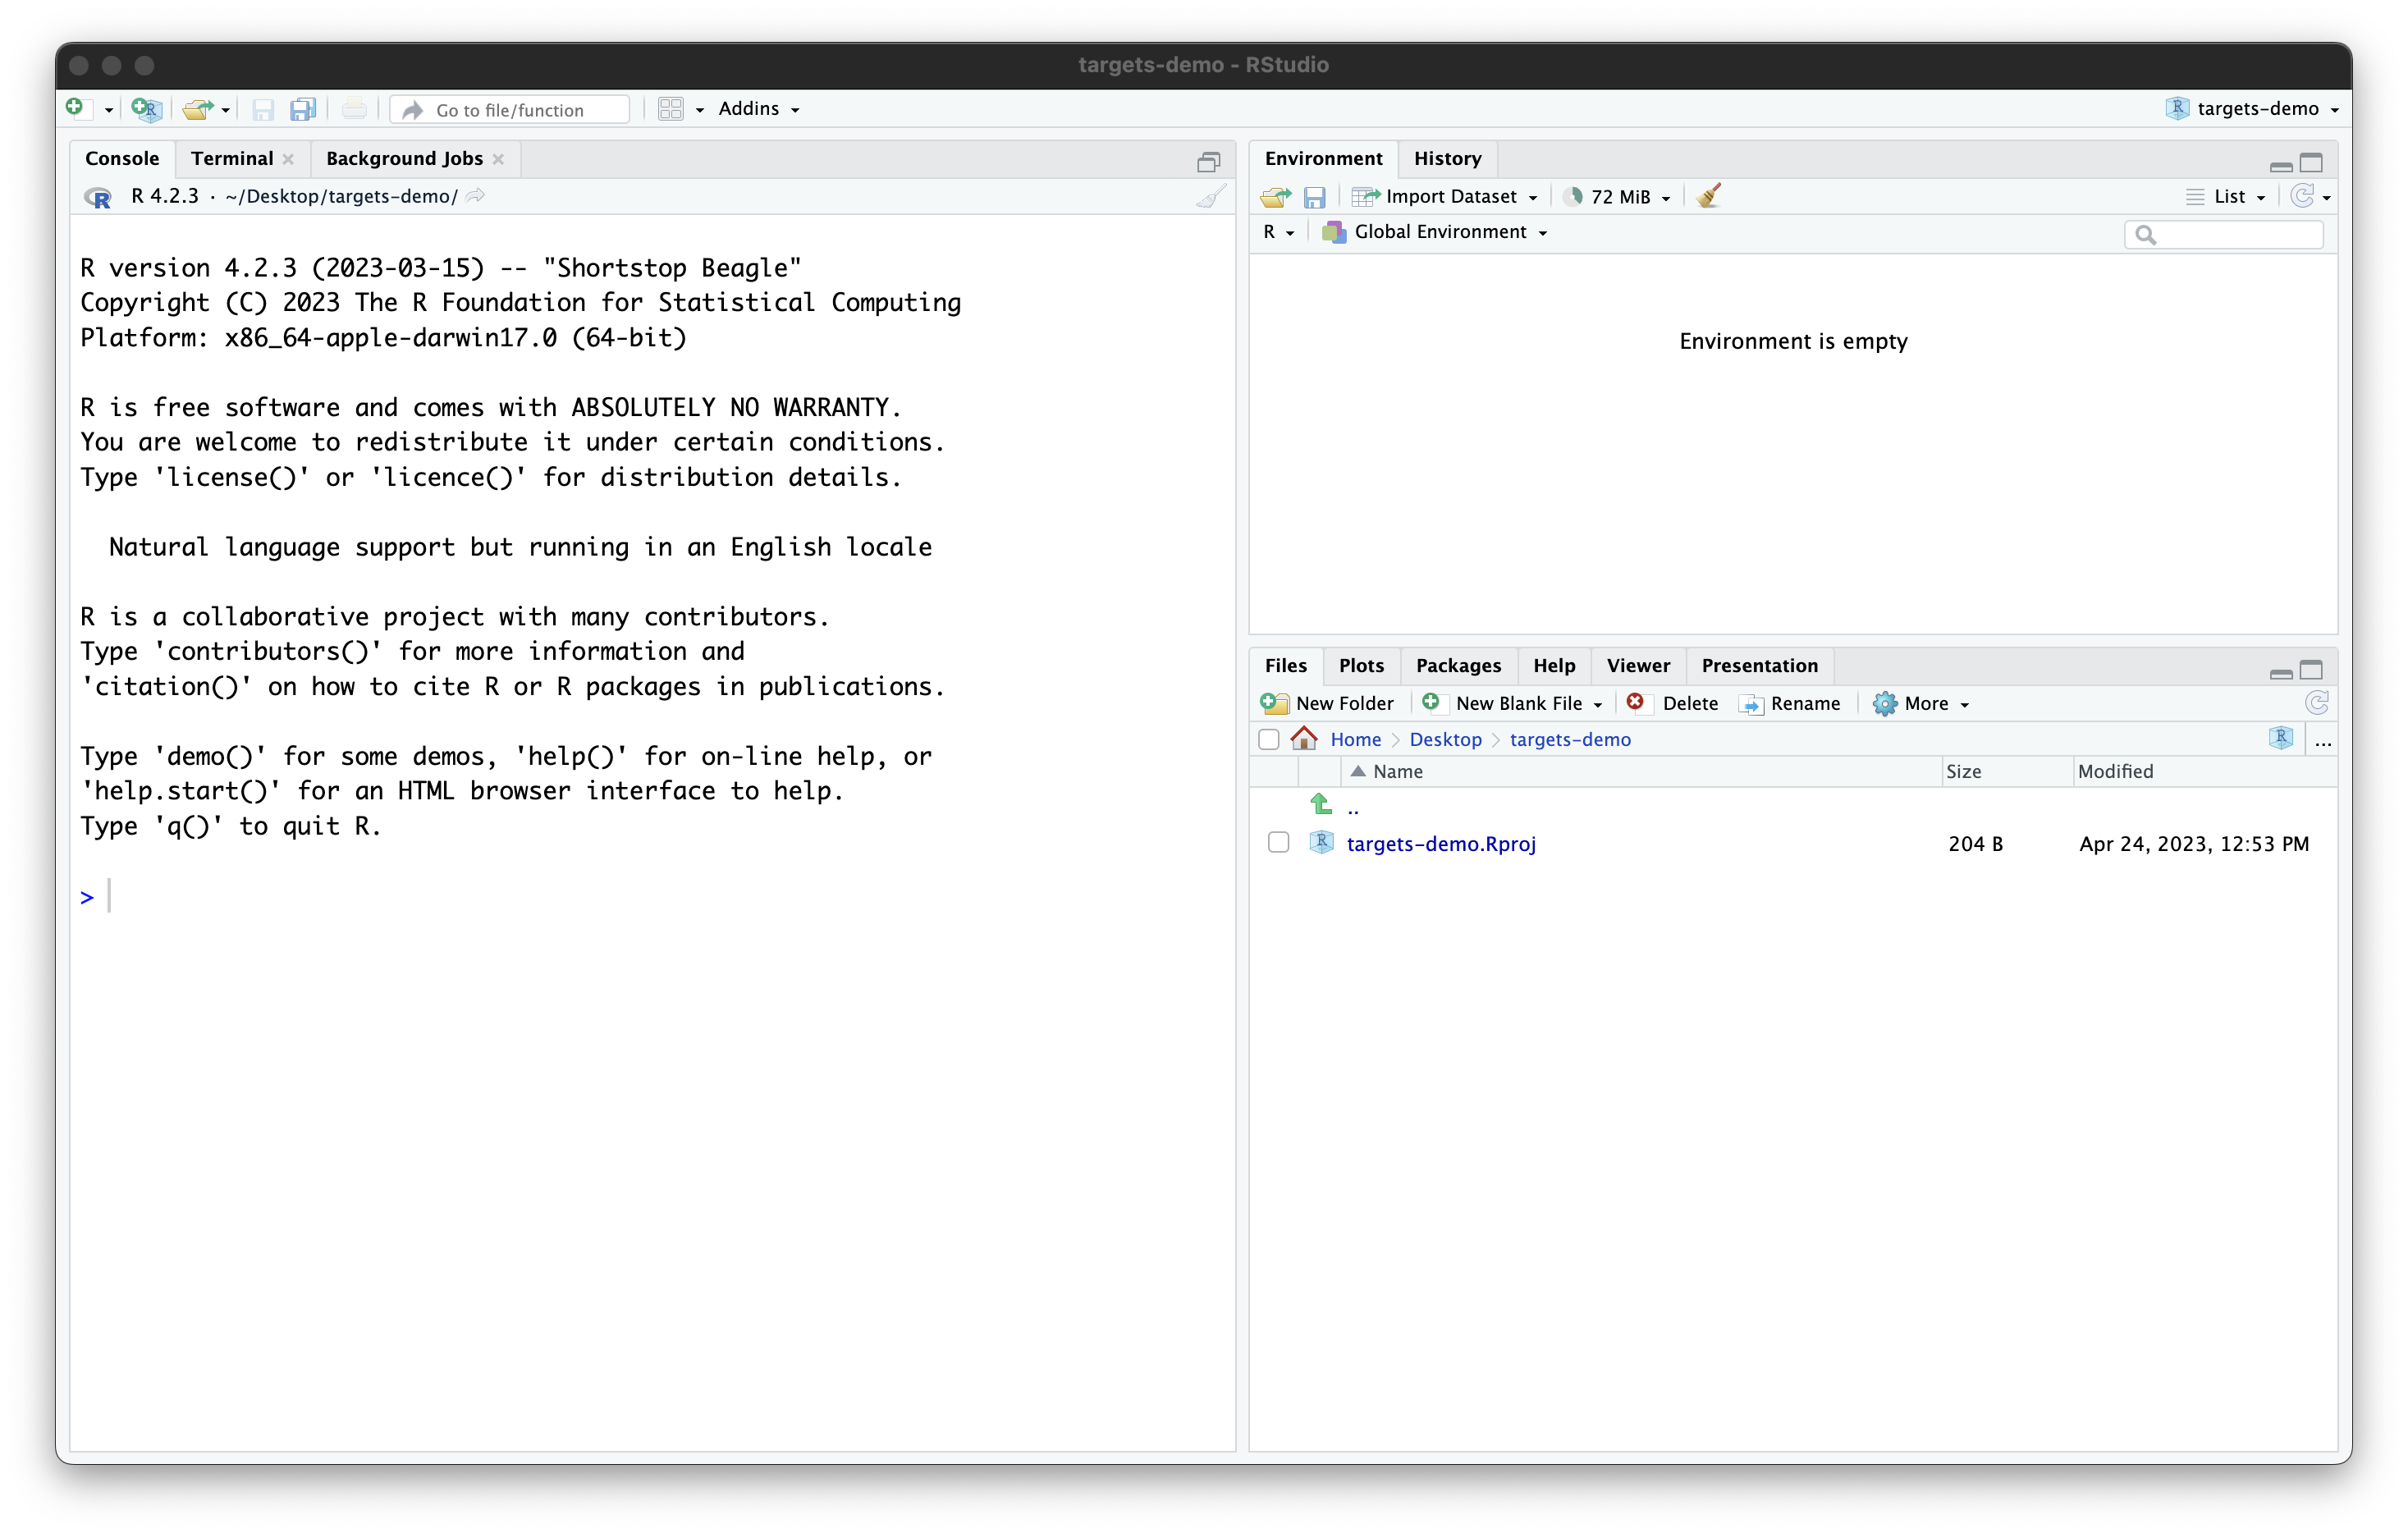 targets-demo - RStudio
Go to file/function
Addins
targets-demo
Console
Terminal
Background Jobs
R 4.2.3 · ~/Desktop/targets-demo/
R version 4.2.3 (2023-03-15) -- "Shortstop Beagle"
Copyright (C) 2023 The R Foundation for Statistical Computing
Platform: x86_64-apple-darwin17.0 (64-bit)
R is free software and comes with ABSOLUTELY NO WARRANTY.
You are welcome to redistribute it under certain conditions.
Type 'license()' or 'licence()' for distribution details.
Natural language support but running in an English locale
R is a collaborative project with many contributors.
Type 'contributors()' for more information and
'citation()' on how to cite R or R packages in publications.
Type 'demo()' for some demos, 'help()' for on-line help, or
'help.start()' for an HTML browser interface to help.
Type 'q()' to quit R.
>
Environment
History
Import Dataset
72 MiB
List
R
Global Environment
Environment is empty
Files
Plots
Packages
Help
Viewer
Presentation
New Folder
New Blank File
Delete
Rename
More
Home
Desktop
targets-demo
...
Name
Size
Modified
..
targets-demo.Rproj
204 B
Apr 24, 2023, 12:53 PM